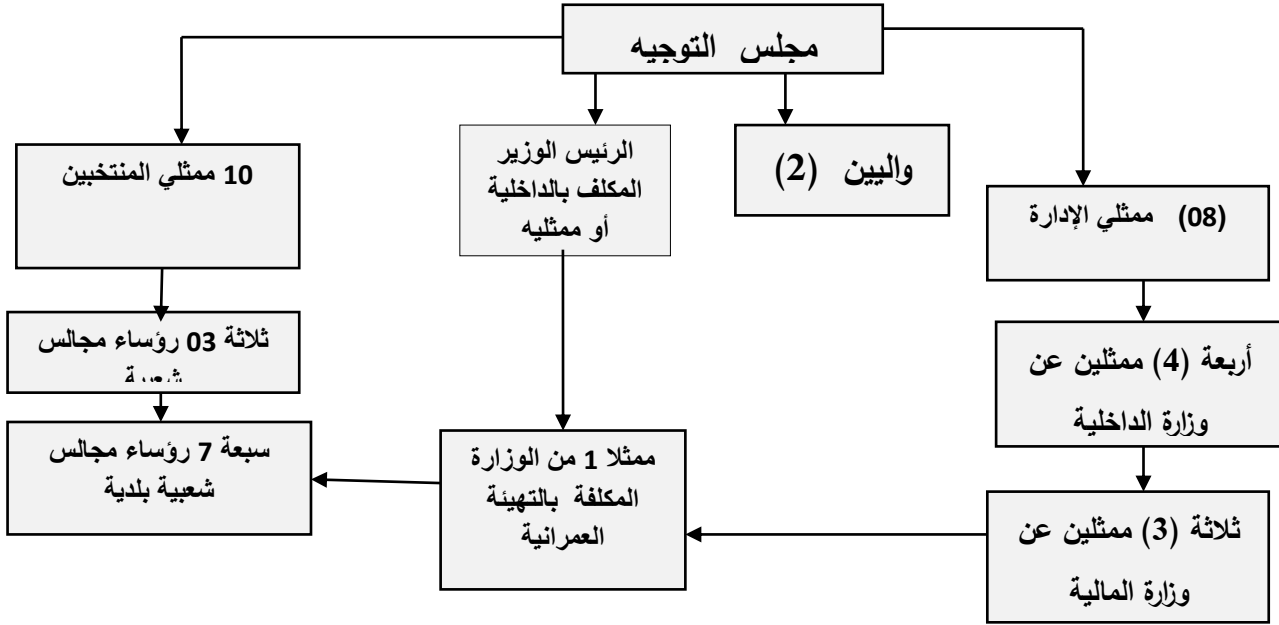 مجلس التوجيه
(08) ممثلي الإدارة
واليين (2)
الرئيس الوزير
المكلف بالداخلية
أو ممثليه
10 ممثلي المنتخبين
أربعة (4) ممثلين عن
وزارة الداخلية
ثلاثة 03 رؤساء مجالس
شعبية
ثلاثة (3) ممثلين عن
وزارة المالية
ممثلا 1 من الوزارة
المكلفة بالتهيئة
العمرانية
سبعة 7 رؤساء مجالس
شعبية بلدية